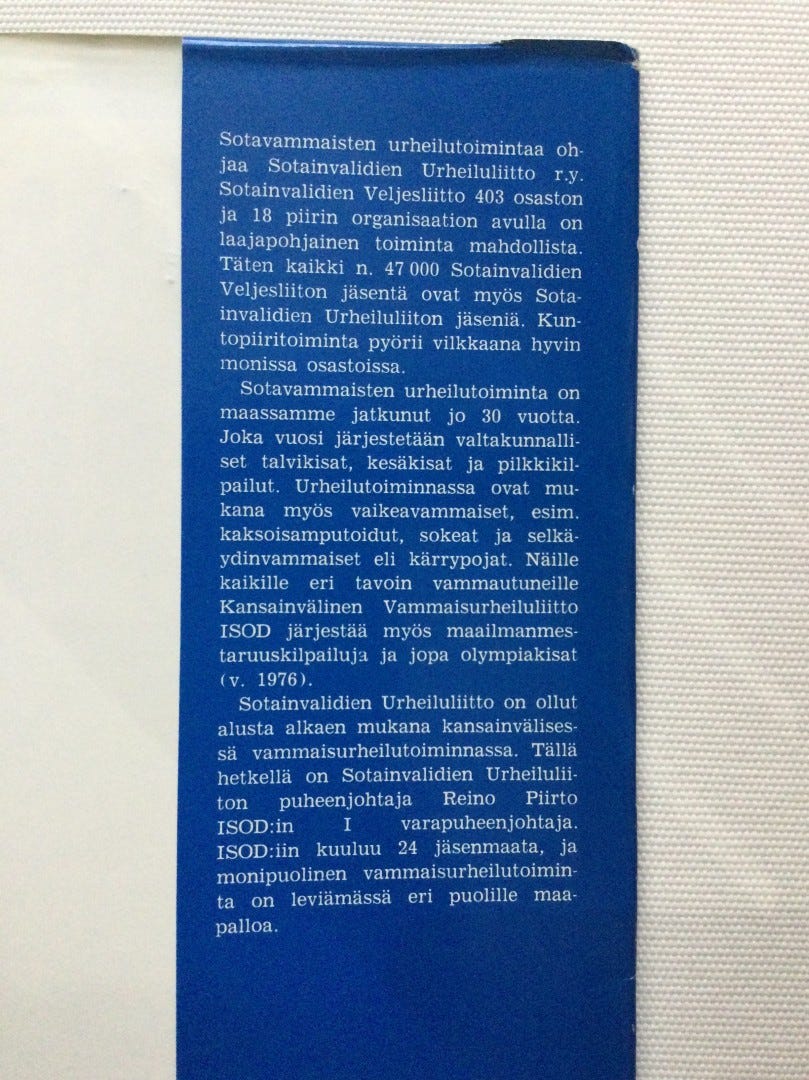 Sotavammaisten urheilutoimintaa oh-
jaa Sotainvalidien Urheiluliitto r.y.
Sotainvalidien Veljesliitto 403 osaston
ja 18 piirin organisaation avulla on
laajapohjainen toiminta mahdollista.
Täten kaikki n. 47 000 Sotainvalidien
Veljesliiton jäsentä ovat myös Sota-
invalidien Urheiluliiton jäseniä. Kun-
topiiritoiminta pyörii vilkkaana hyvin
monissa osastoissa.
Sotavammaisten urheilutoiminta on
maassamme jatkunut jo 30 vuotta.
Joka vuosi järjestetään valtakunnalli-
set talvikisat, kesäkisat ja pilkkikil-
pailut. Urheilutoiminnassa ovat mu-
kana myös vaikeavammaiset, esim.
kaksoisamputoidut, sokeat ja selkä-
ydinvammaiset eli kärrypojat. Näille
kaikille eri tavoin vammautuneille
Kansainvälinen Vammaisurheiluliitto
ISOD järjestää myös maailmanmes-
taruuskilpailuja ja jopa olympiakisat
(v. 1976).
Sotainvalidien Urheiluliitto on ollut
alusta alkaen mukana kansainvälises-
sä vammaisurheilutoiminnassa. Tällä
hetkellä on Sotainvalidien Urheilulii-
ton puheenjohtaja Reino Piirto
ISOD:in I varapuheenjohtaja.
ISOD:iin kuuluu 24 jäsenmaata, ja
monipuolinen vammaisurheilutoimin-
ta on leviämässä eri puolille maa-
palloa.